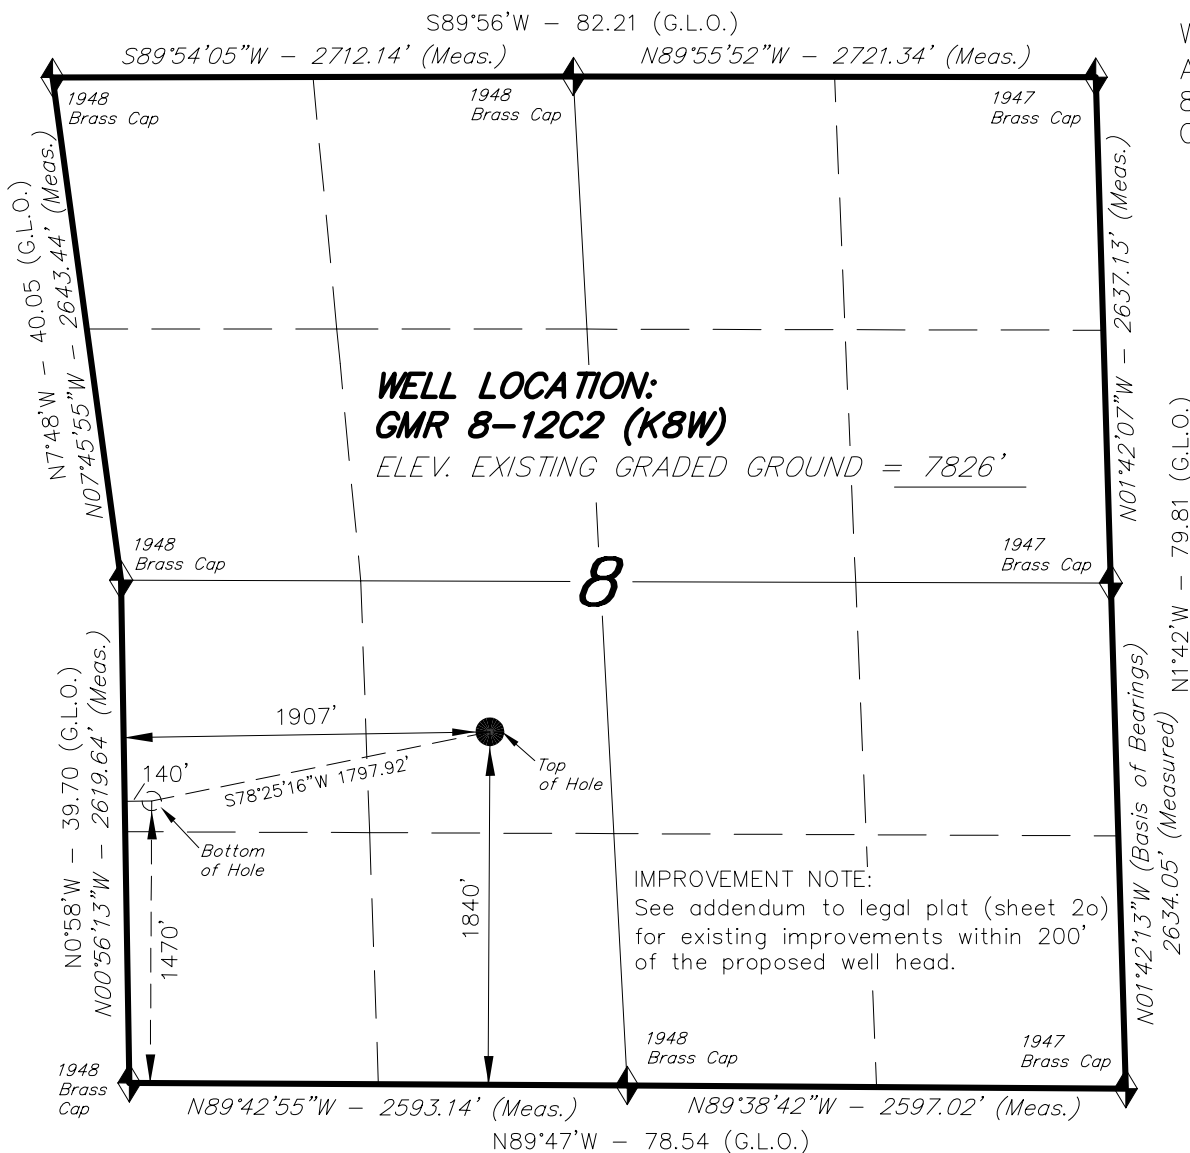 S89°56'W – 82.21 (G.L.O.)
S89°54'05"W – 2712.14' (Meas.)
N89°55'52"W – 2721.34' (Meas.)
W
A
8
1948
Brass Cap
1948
Brass Cap
1947
Brass Cap
N7°48'W – 40.05 (G.L.O.)
N07°45'55"W – 2643.44' (Meas.)
N01°42'07"W – 2637.13' (Meas.)
N1°42'W – 79.81 (G.L.O.)
WELL LOCATION:
GMR 8–12C2 (K8W)
ELEV. EXISTING GRADED GROUND = 7826'
1948
Brass Cap
1947
Brass Cap
8
N0°58'W – 39.70 (G.L.O.)
N00°56'13"W – 2619.64' (Meas.)
1907'
140'
S78°25'16"W 1797.92'
Top
of Hole
Bottom
of Hole
1470'
1840'
N01°42'13"W (Basis of Bearings)
2634.05' (Measured)
IMPROVEMENT NOTE:
See addendum to legal plat (sheet 2o)
for existing improvements within 200'
of the proposed well head.
1948
Brass
Cap
1948
Brass Cap
1947
Brass Cap
N89°42'55"W – 2593.14' (Meas.)
N89°38'42"W – 2597.02' (Meas.)
N89°47'W – 78.54 (G.L.O.)